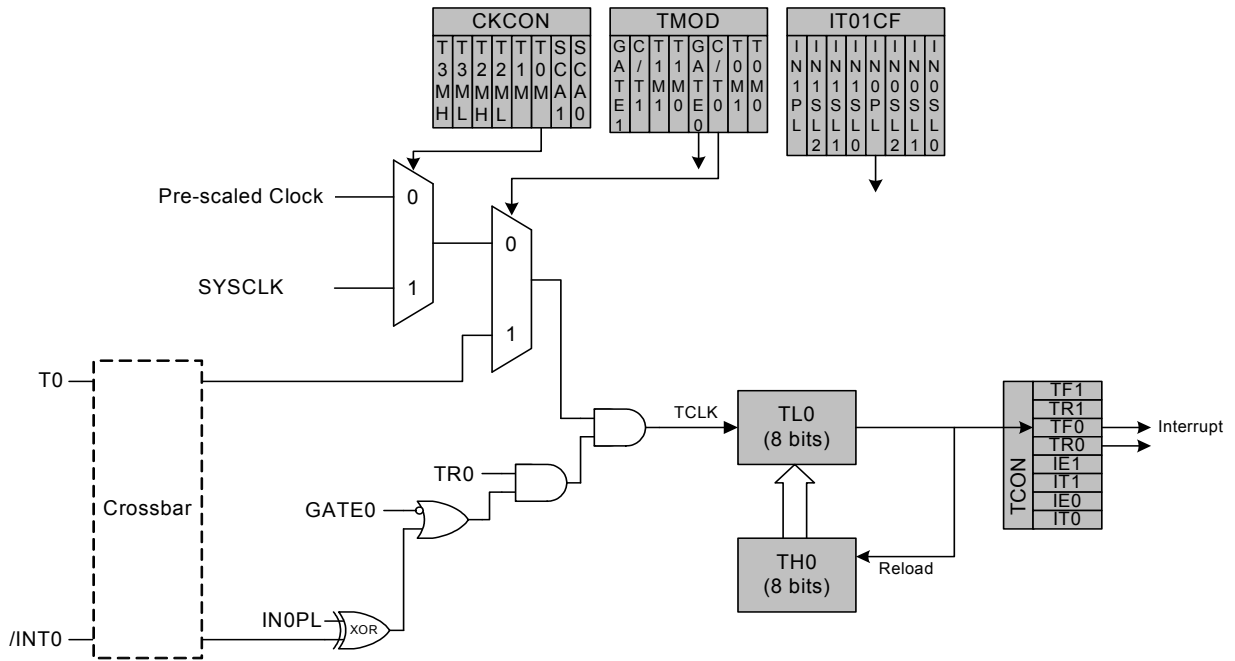 CKCON
T3MH
T3ML
T2MH
T2ML
T1M
T0M
SCA1
SCA0
TMOD
GATE1
C/T1
T1M1
T1M0
GATE0
C/T0
T0M1
T0M0
IT01CF
IN1PL
IN1SL2
IN1SL1
IN1SL0
IN0PL
IN0SL2
IN0SL1
IN0SL0
Pre-scaled Clock
0
SYSCLK
1
0
1
T0
Crossbar
/INT0
TR0
GATE0
IN0PL
XOR
TCLK
TL0
(8 bits)
TH0
(8 bits)
Reload
TCON
TF1
TR1
TF0
TR0
IE1
IT1
IE0
IT0
Interrupt